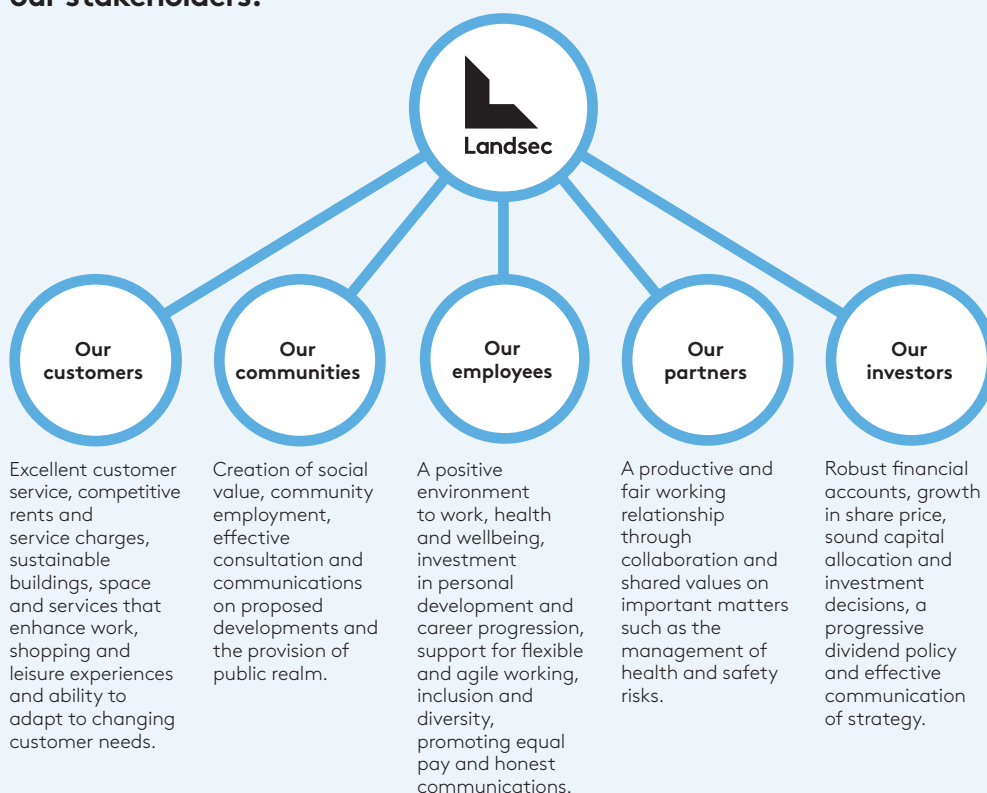 our stakeholders?
Landsec
Our
customers
Our
communities
Our
employees
Our
partners
Our
investors
Excellent customer
service, competitive
rents and
service charges,
sustainable
buildings, space
and services that
enhance work,
shopping and
leisure experiences
and ability to
adapt to changing
customer needs.
Creation of social
value, community
employment,
effective
consultation and
communications
on proposed
developments and
the provision of
public realm.
A positive
environment
to work, health
and wellbeing,
investment
in personal
development and
career progression,
support for flexible
and agile working,
inclusion and
diversity,
promoting equal
pay and honest
communications.
A productive and
fair working
relationship
through
collaboration and
shared values on
important matters
such as the
management of
health and safety
risks.
Robust financial
accounts, growth
in share price,
sound capital
allocation and
investment
decisions, a
progressive
dividend policy
and effective
communication
of strategy.